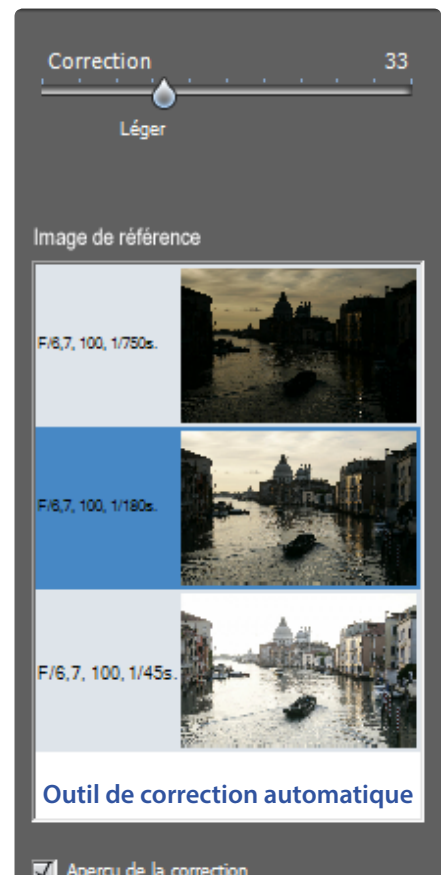 Correction 33
Léger
Image de référence
F/6,7, 100, 1/750s.
F/6,7, 100, 1/180s.
F/6,7, 100, 1/45s.
Outil de correction automatique
Aperçu de la correction